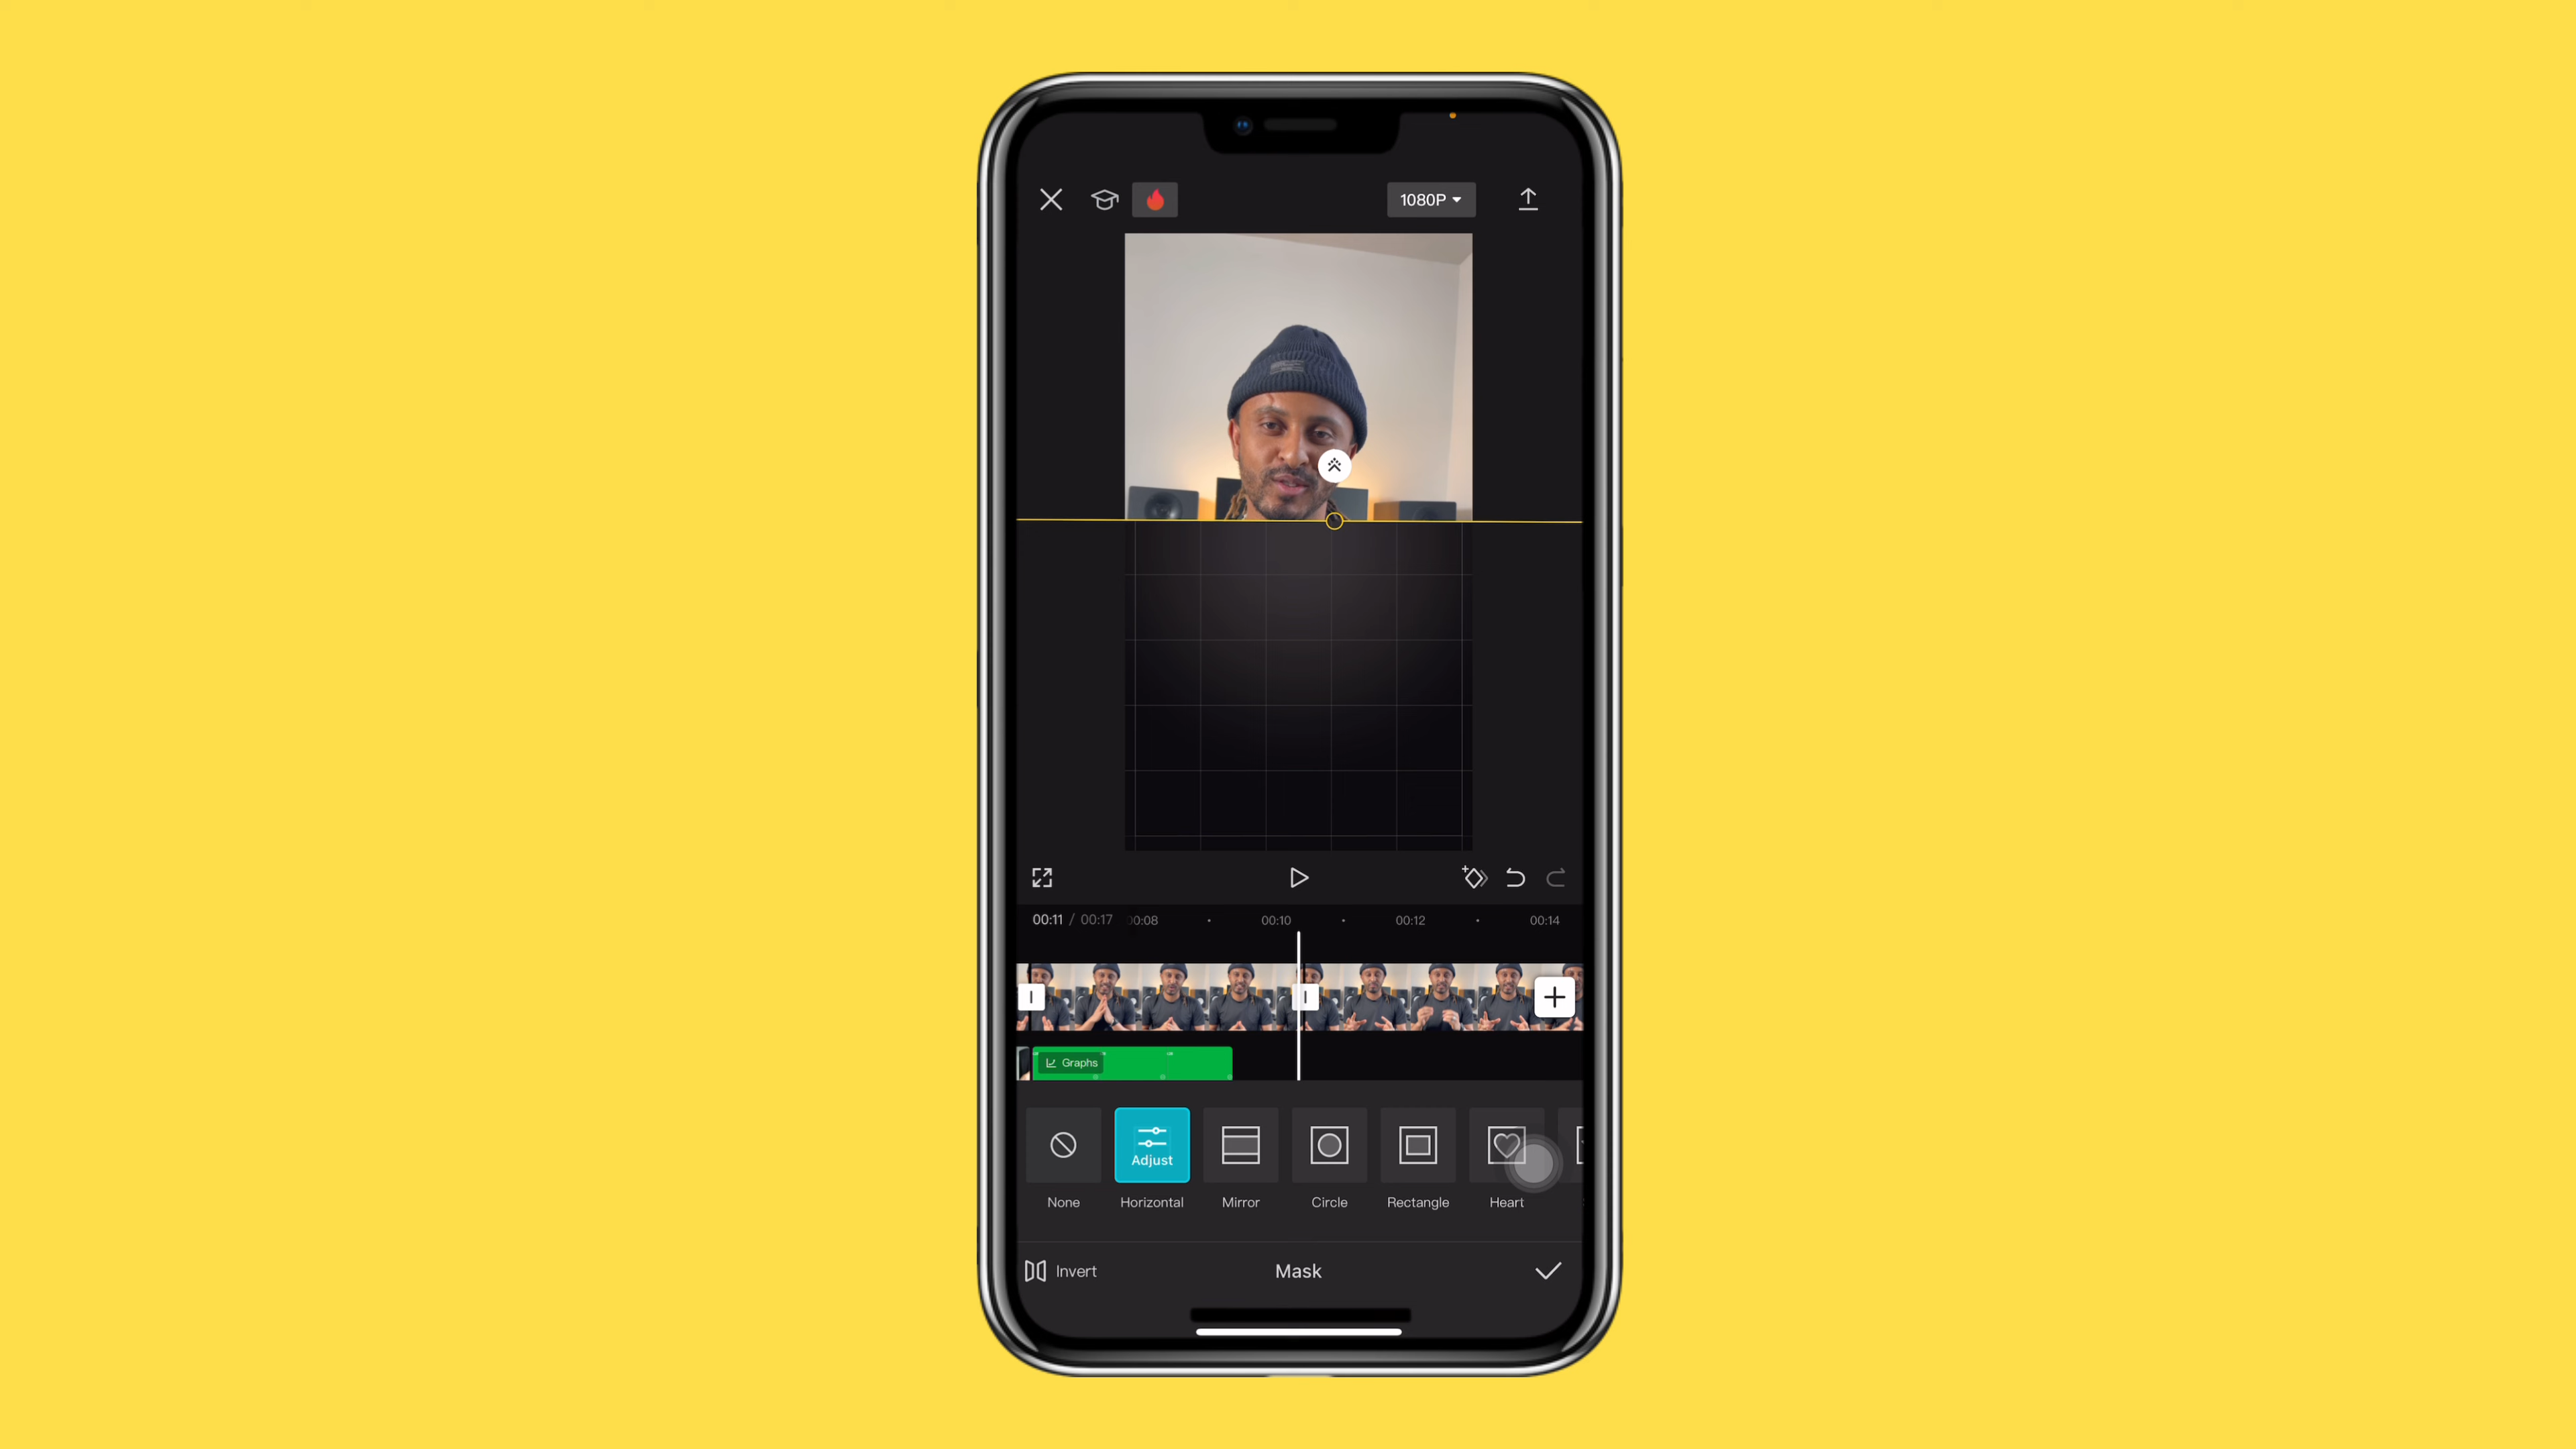 1080P
00:11 / 00:17 00:08 00:10 00:12 00:14
Graphs
Adjust
None Horizontal Mirror Circle Rectangle Heart
Invert Mask